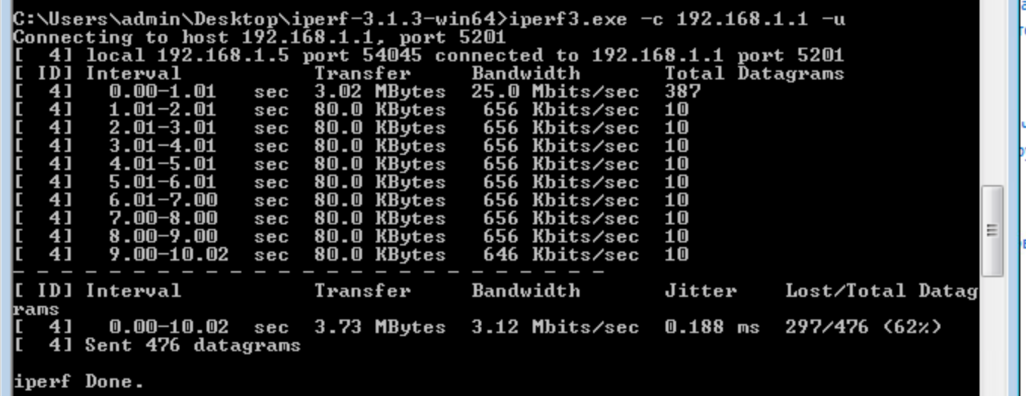 C:\Users\admin\Desktop\iperf-3.1.3-win64>iperf3.exe -c 192.168.1.1 -u
Connecting to host 192.168.1.1, port 5201
[  4] local 192.168.1.5 port 54045 connected to 192.168.1.1 port 5201
[ ID] Interval           Transfer     Bandwidth       Total Datagrams
[  4]   0.00-1.01   sec  3.02 MBytes  25.0 Mbits/sec  387
[  4]   1.01-2.01   sec  80.0 KBytes   656 Kbits/sec  10
[  4]   2.01-3.01   sec  80.0 KBytes   656 Kbits/sec  10
[  4]   3.01-4.01   sec  80.0 KBytes   656 Kbits/sec  10
[  4]   4.01-5.01   sec  80.0 KBytes   656 Kbits/sec  10
[  4]   5.01-6.01   sec  80.0 KBytes   656 Kbits/sec  10
[  4]   6.01-7.00   sec  80.0 KBytes   656 Kbits/sec  10
[  4]   7.00-8.00   sec  80.0 KBytes   656 Kbits/sec  10
[  4]   8.00-9.00   sec  80.0 KBytes   656 Kbits/sec  10
[  4]   9.00-10.02  sec  80.0 KBytes   646 Kbits/sec  10
- - - - - - - - - - - - - - - - - - - - - - - - -
[ ID] Interval           Transfer     Bandwidth       Jitter    Lost/Total Datag
rams
[  4]   0.00-10.02  sec  3.73 MBytes  3.12 Mbits/sec  0.188 ms  297/476 (62%)
[  4] Sent 476 datagrams
iperf Done.